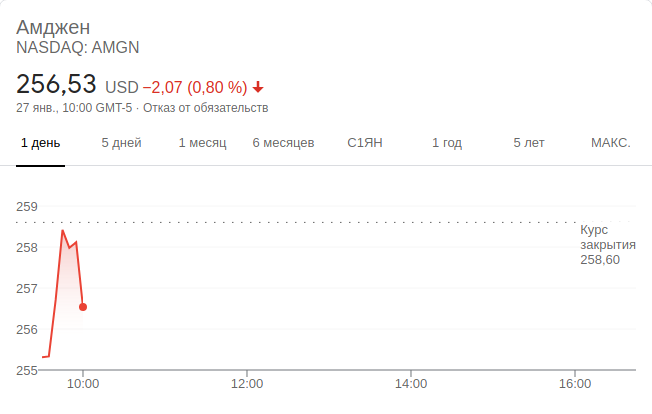 Амджен
NASDAQ: AMGN
256,53 USD −2,07 (0,80 %)
27 янв., 10:00 GMT-5 · Отказ от обязательств
1 день 5 дней 1 месяц 6 месяцев С1ЯН 1 год 5 лет МАКС.
259
Курс
закрытия
258,60
258
257
256
255
10:00 12:00 14:00 16:00